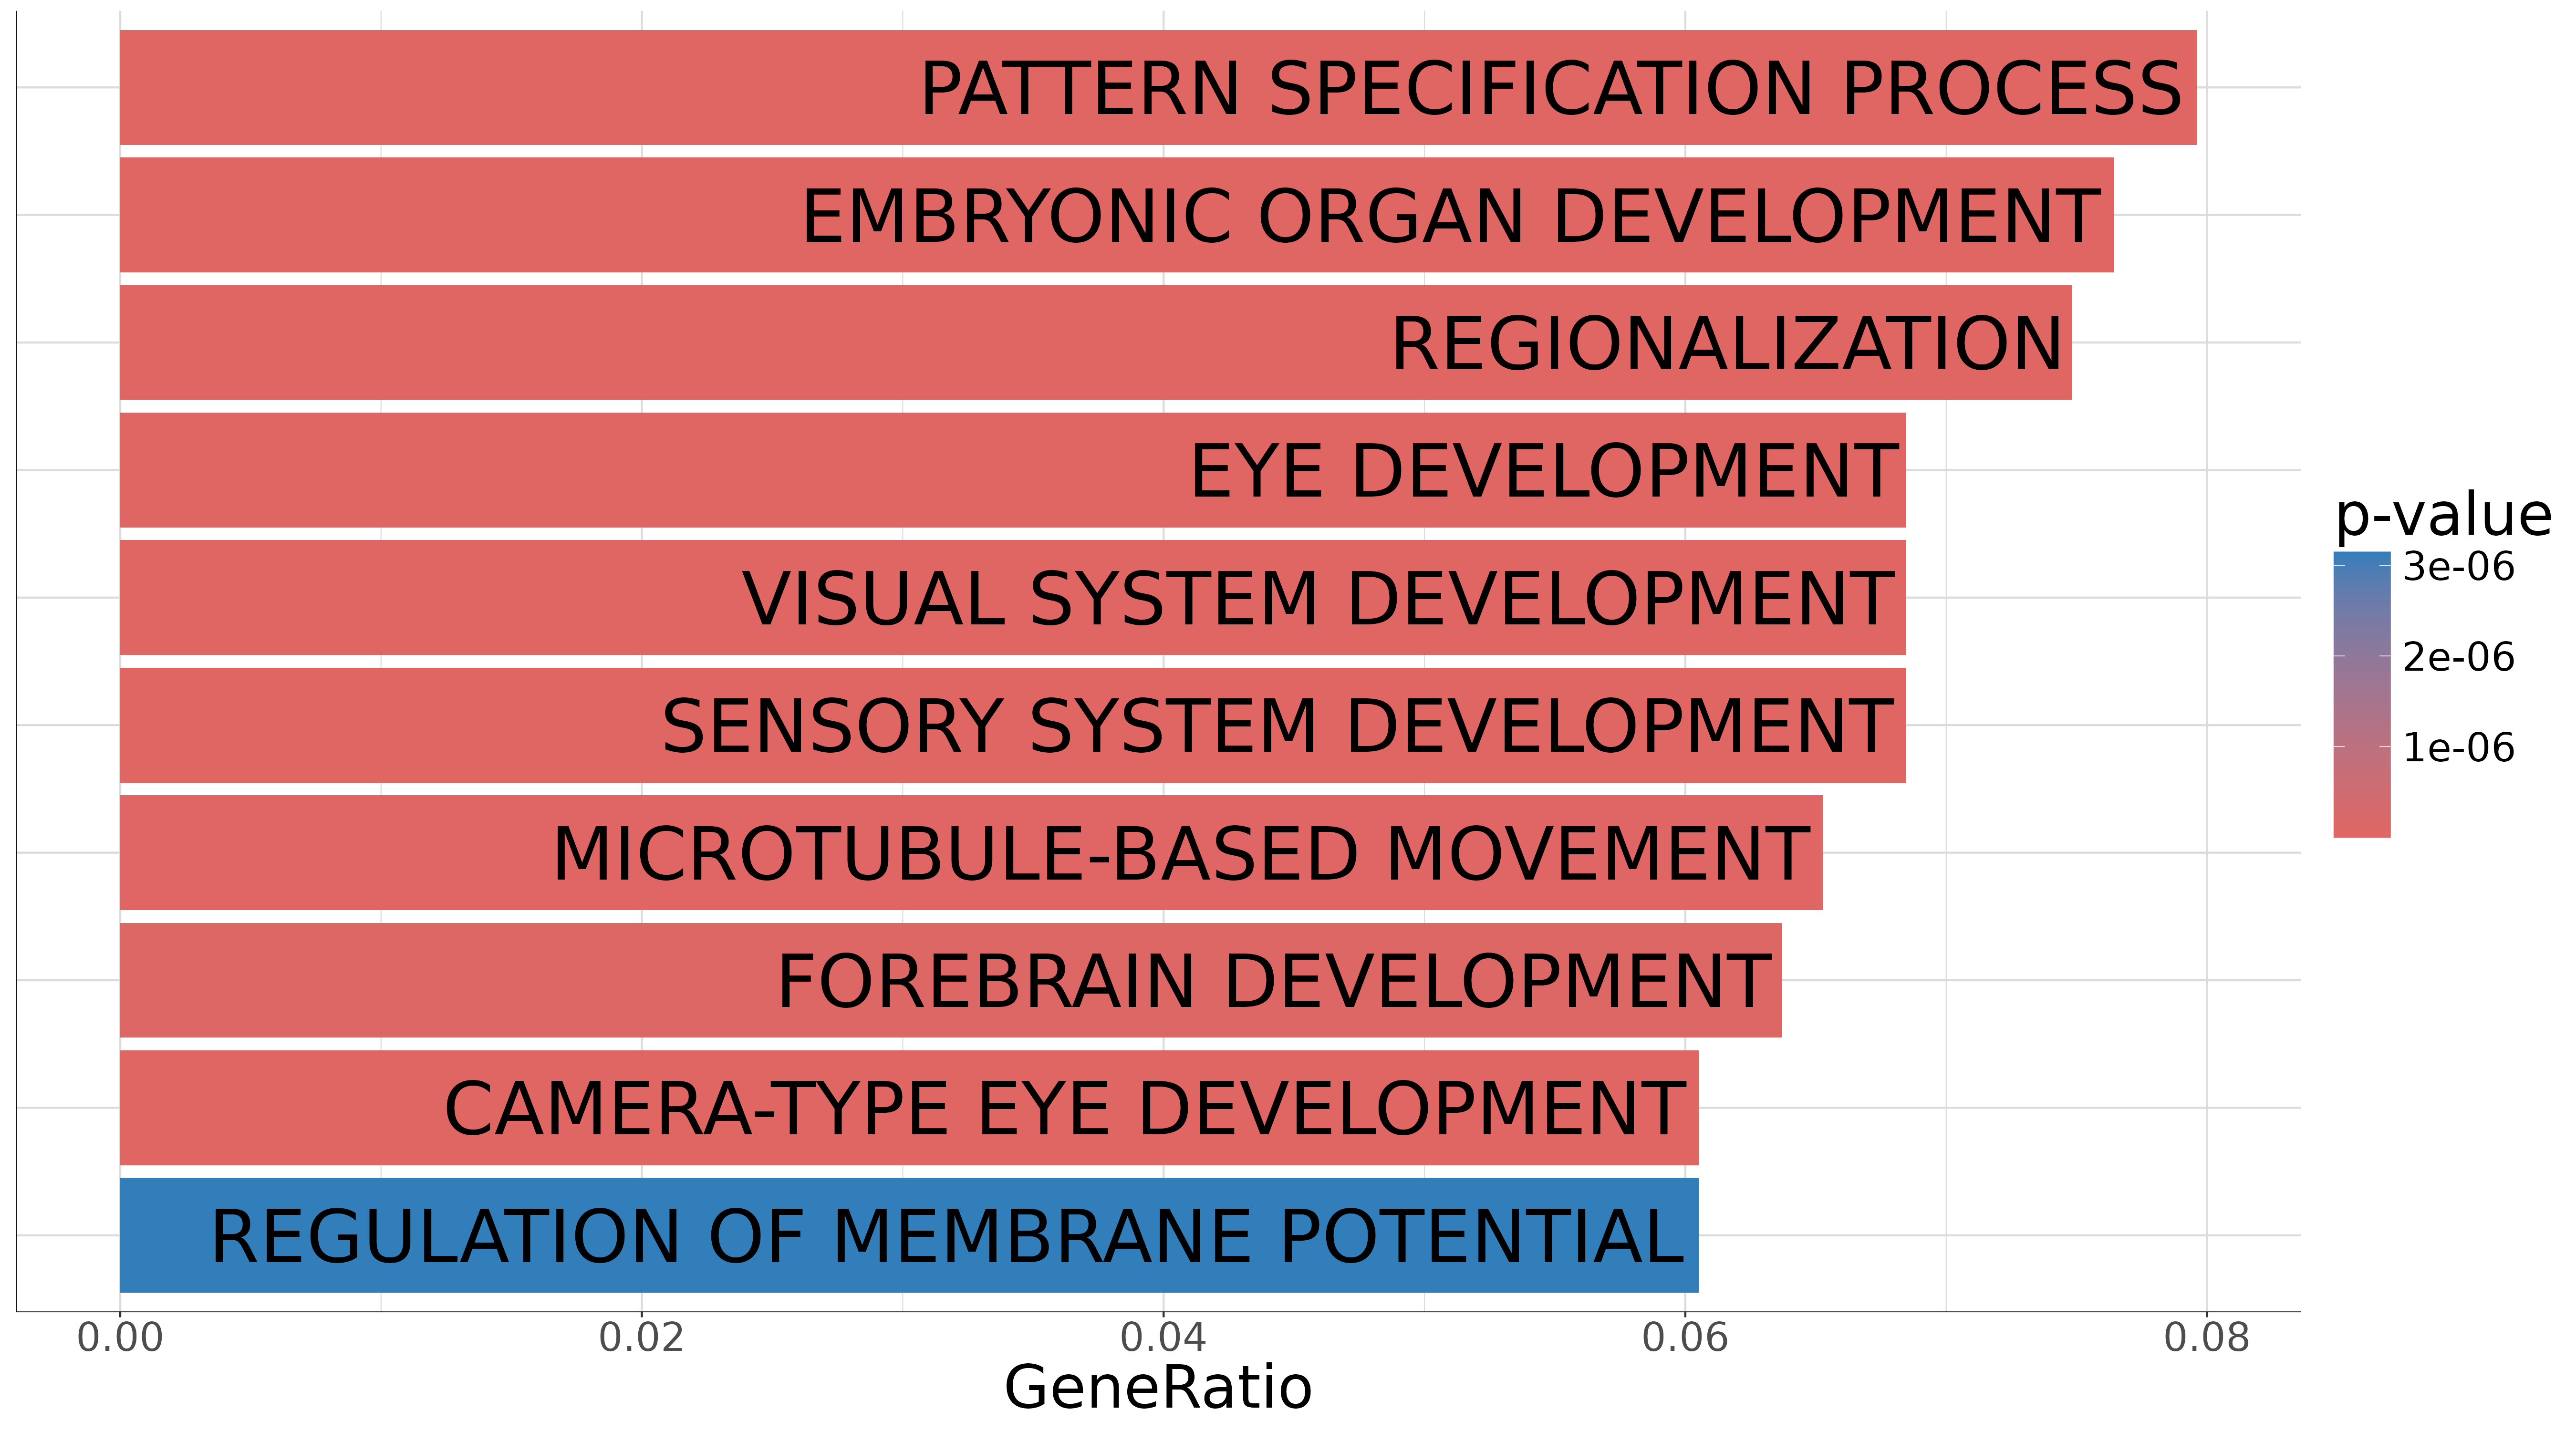 PATTERN SPECIFICATION PROCESS
EMBRYONIC ORGAN DEVELOPMENT
REGIONALIZATION
EYE DEVELOPMENT
VISUAL SYSTEM DEVELOPMENT
SENSORY SYSTEM DEVELOPMENT
MICROTUBULE-BASED MOVEMENT
FOREBRAIN DEVELOPMENT
CAMERA-TYPE EYE DEVELOPMENT
REGULATION OF MEMBRANE POTENTIAL
0.00 0.02 0.04 0.06 0.08
GeneRatio
p-value
3e-06
2e-06
1e-06